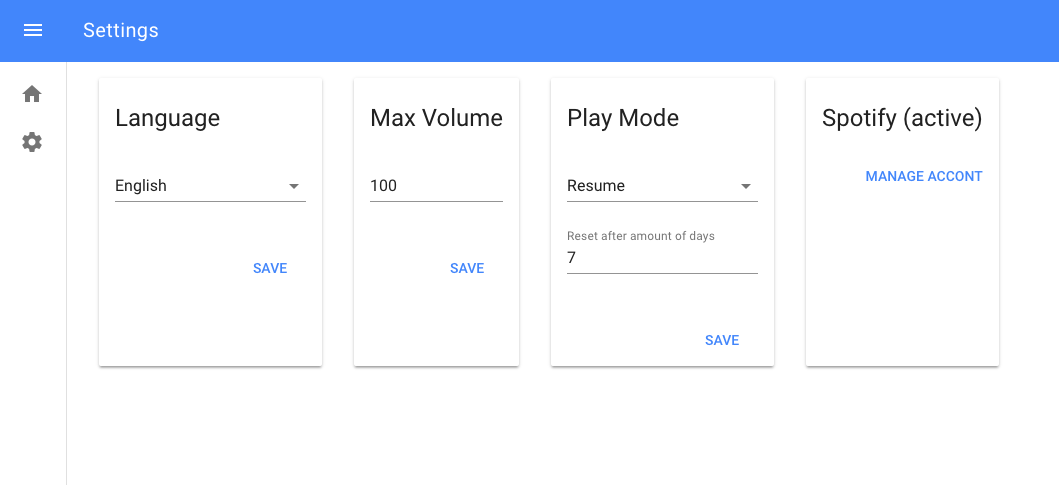 Settings
Language
English
SAVE
Max Volume
100
SAVE
Play Mode
Resume
Reset after amount of days
7
SAVE
Spotify (active)
MANAGE ACCONT